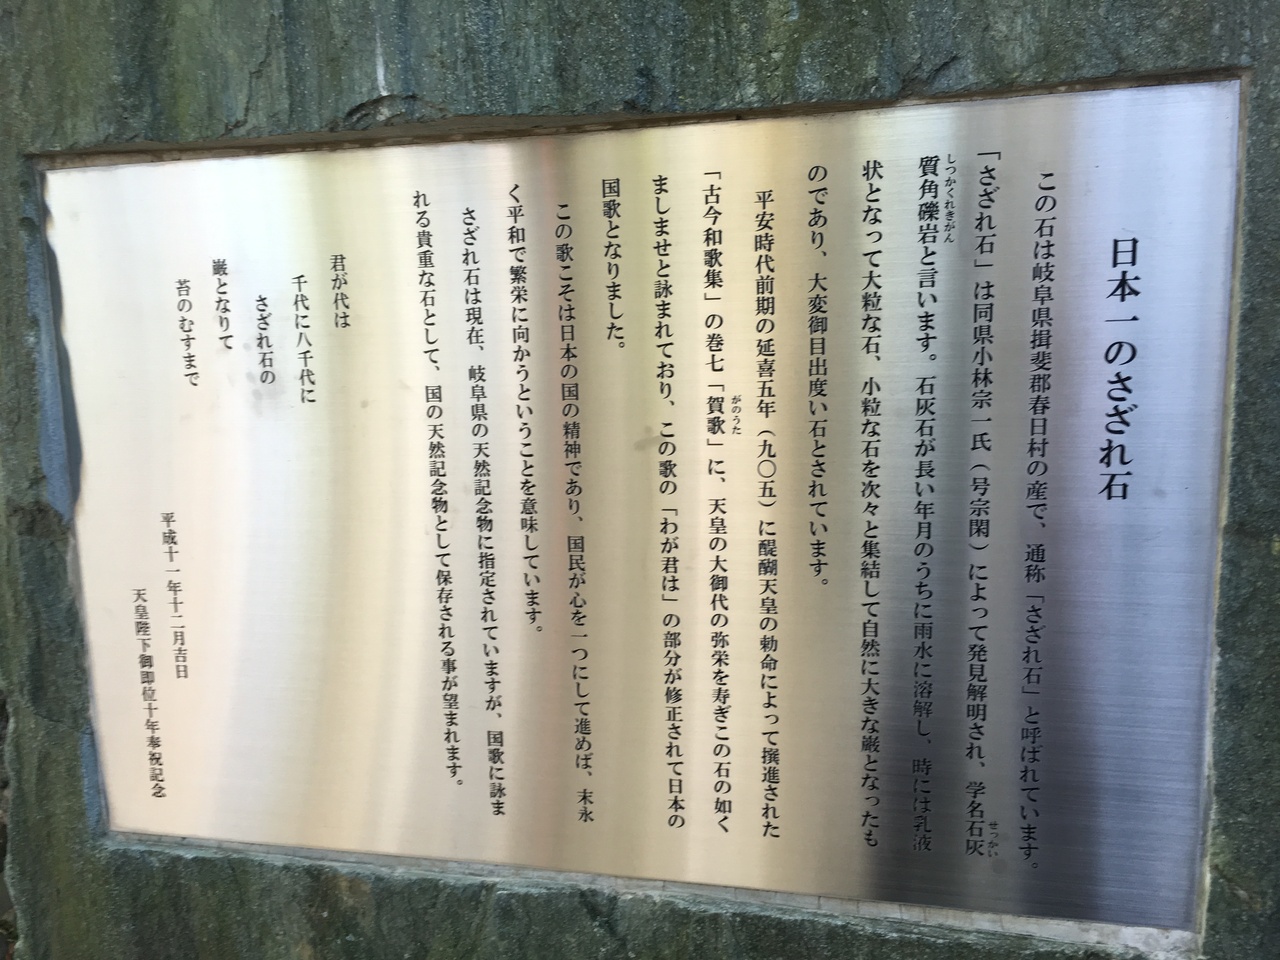 日本一のさざれ石
この石は岐阜県揖斐郡春日村の産で、通称「さざれ石」と呼ばれています。
「さざれ石」は同県小林宗一氏（号宗閑）によって発見解明され、学名石灰
せっかい
質角礫岩と言います。石灰石が長い年月のうちに雨水に溶解し、時には乳液
しつかくれきがん
状となって大粒な石、小粒な石を次々と集結して自然に大きな巌となったも
のであり、大変御目出度い石とされています。
平安時代前期の延喜五年（九〇五）に醍醐天皇の勅命によって撰進された
「古今和歌集」の巻七「賀歌」に、天皇の大御代の弥栄を寿ぎこの石の如く
がのうた
ましませと詠まれており、この歌の「わが君は」の部分が修正されて日本の
国歌となりました。
この歌こそは日本の国の精神であり、国民が心を一つにして進めば、末永
く平和で繁栄に向かうということを意味しています。
さざれ石は現在、岐阜県の天然記念物に指定されていますが、国歌に詠ま
れる貴重な石として、国の天然記念物として保存される事が望まれます。
君が代は
千代に八千代に
さざれ石の
巌となりて
苔のむすまで
平成十一年十二月吉日
天皇陛下御即位十年奉祝記念